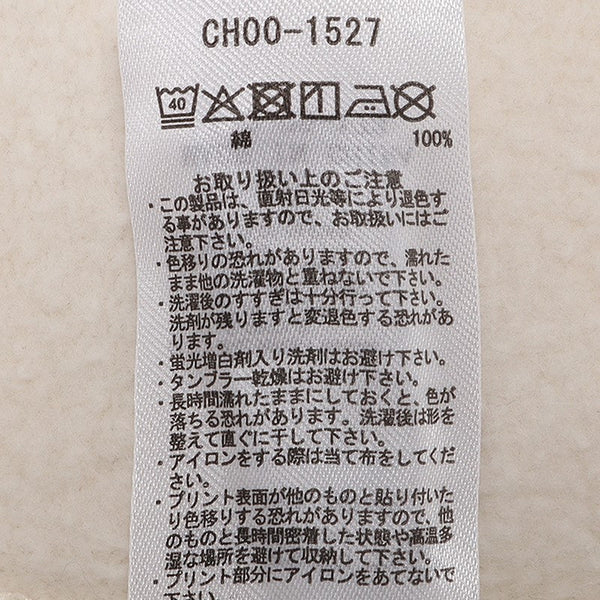 CH00-1527
40
綿 100%
お取り扱い上のご注意
・この製品は、直射日光等により退色す
る事がありますので、お取扱いにはご
注意下さい。
・色移りの恐れがありますので、濡れた
まま他の洗濯物と重ねないで下さい。
・洗濯後のすすぎは十分行って下さい。
洗剤が残りますと変退色する恐れがあ
ります。
・蛍光増白剤入り洗剤はお避け下さい。
・タンブラー乾燥はお避け下さい。
・長時間濡れたままにしておくと、色が
落ちる恐れがあります。洗濯後は形を
整えて直ぐに干して下さい。
・アイロンをする際は当て布をしてくだ
さい。
・プリント表面が他のものと貼り付いた
り色移りする恐れがありますので、他
のものと長時間密着した状態や高温多
湿な場所を避けて収納して下さい。
・プリント部分にアイロンをあてないで
下さい。